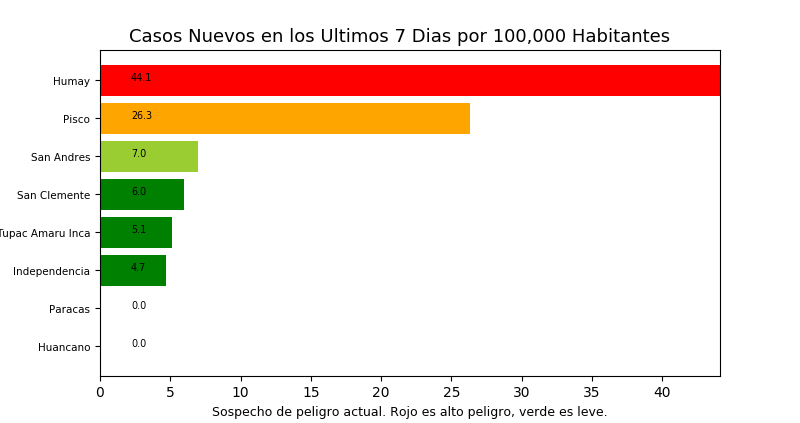 Casos Nuevos en los Ultimos 7 Dias por 100,000 Habitantes
Humay 44.1
Pisco 26.3
San Andres 7.0
San Clemente 6.0
Tupac Amaru Inca 5.1
Independencia 4.7
Paracas 0.0
Huancano 0.0
0 5 10 15 20 25 30 35 40
Sospecho de peligro actual. Rojo es alto peligro, verde es leve.